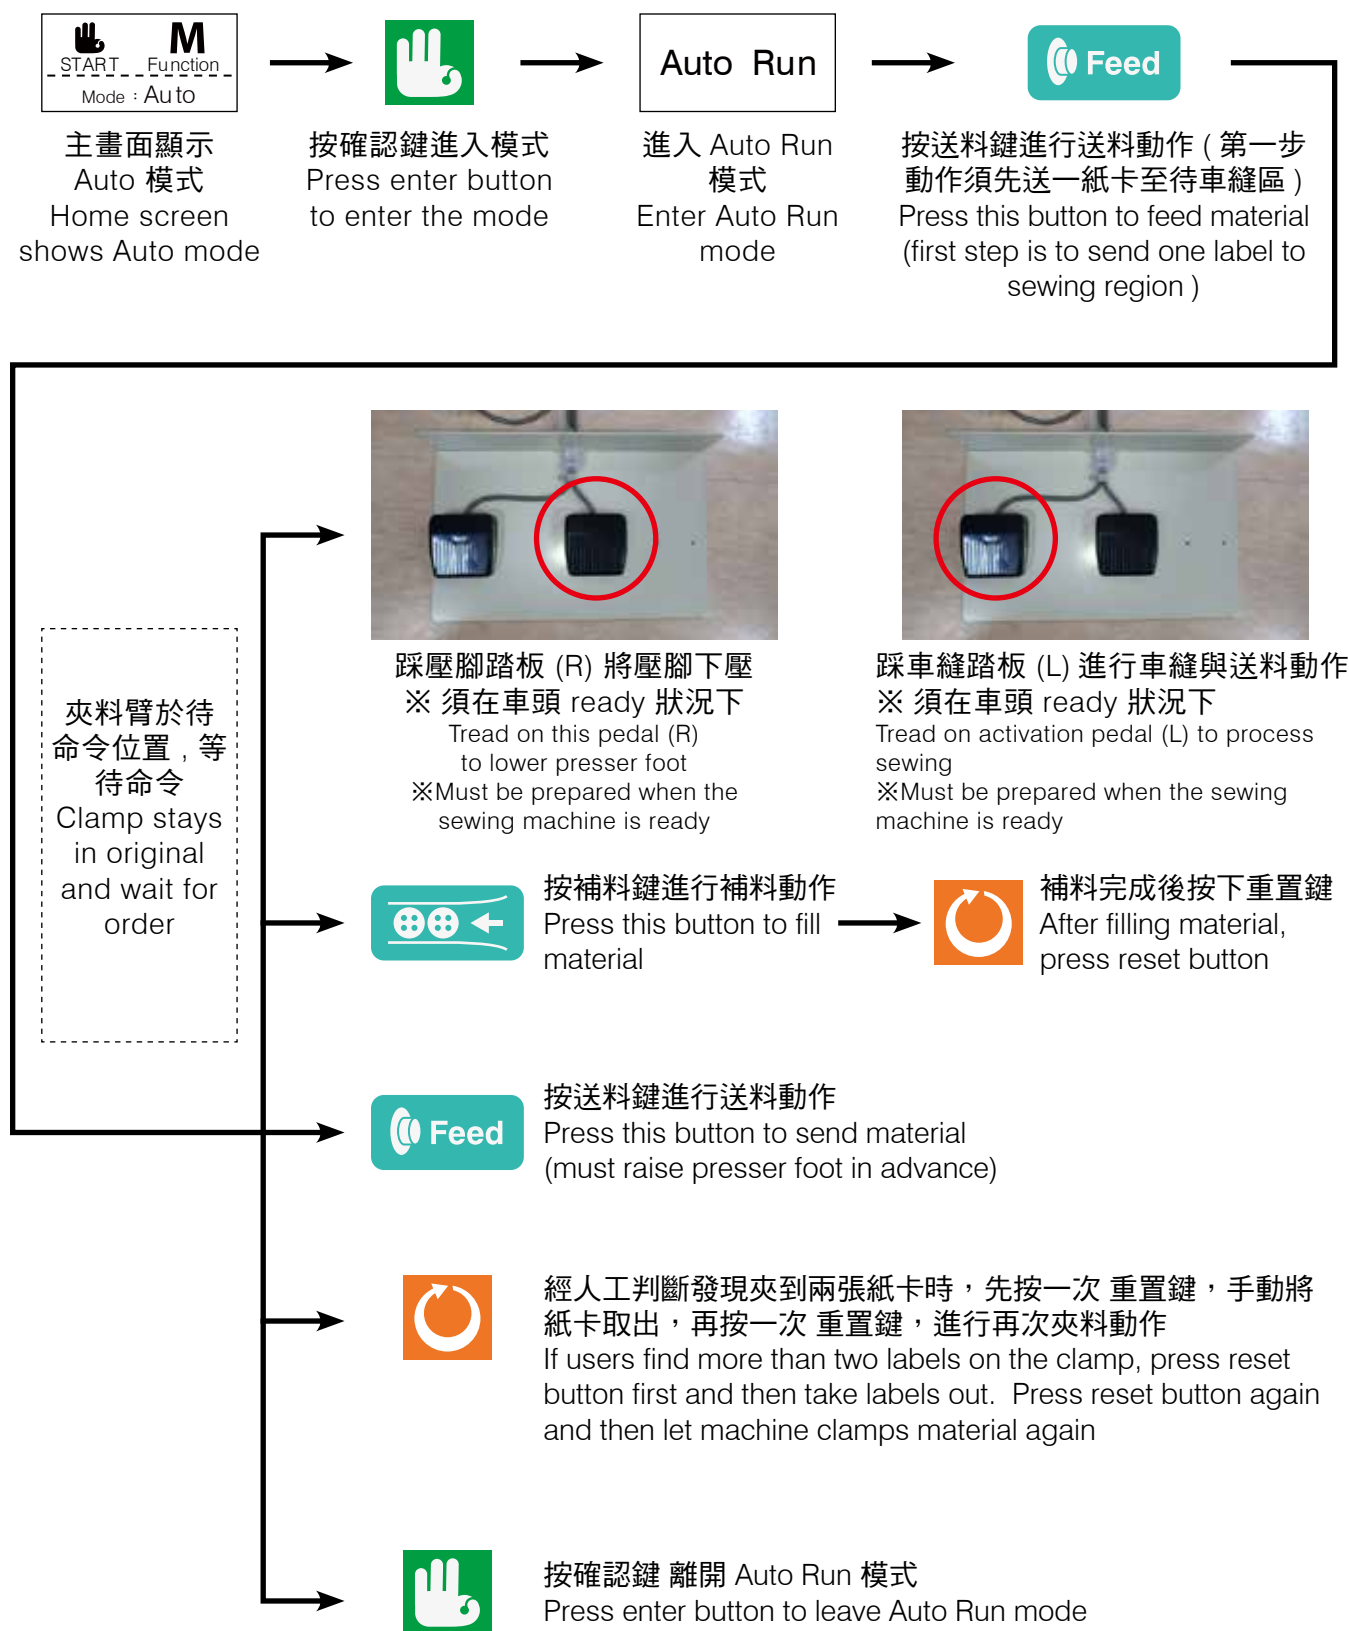 START
M
Function
Mode：Auto
主畫面顯示
Auto 模式
Home screen
shows Auto mode
按確認鍵進入模式
Press enter button
to enter the mode
Auto Run
進入 Auto Run
模式
Enter Auto Run
mode
Feed
按送料鍵進行送料動作 ( 第一步
動作須先送一紙卡至待車縫區 )
Press this button to feed material
(first step is to send one label to
sewing region )
夾料臂於待
命令位置 , 等
待命令
Clamp stays
in original
and wait for
order
踩壓腳踏板 (R) 將壓腳下壓
※ 須在車頭 ready 狀況下
Tread on this pedal (R)
to lower presser foot
※Must be prepared when the
sewing machine is ready
踩車縫踏板 (L) 進行車縫與送料動作
※ 須在車頭 ready 狀況下
Tread on activation pedal (L) to process
sewing
※Must be prepared when the sewing
machine is ready
按補料鍵進行補料動作
Press this button to fill
material
補料完成後按下重置鍵
After filling material,
press reset button
Feed
按送料鍵進行送料動作
Press this button to send material
(must raise presser foot in advance)
經人工判斷發現夾到兩張紙卡時，先按一次 重置鍵，手動將
紙卡取出，再按一次 重置鍵，進行再次夾料動作
If users find more than two labels on the clamp, press reset
button first and then take labels out.  Press reset button again
and then let machine clamps material again
按確認鍵 離開 Auto Run 模式
Press enter button to leave Auto Run mode